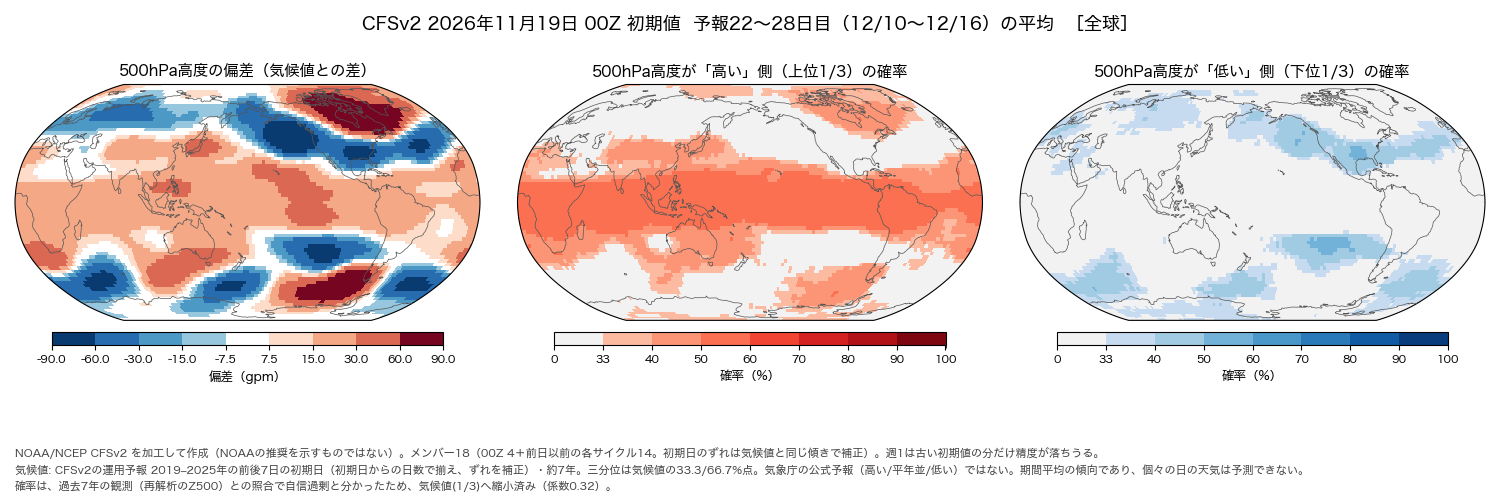 CFSv2 2026年11月19日 00Z 初期値　予報22〜28日目（12/10〜12/16）の平均　［全球］
500hPa高度の偏差（気候値との差）
500hPa高度が「高い」側（上位1/3）の確率
500hPa高度が「低い」側（下位1/3）の確率
-90.0 -60.0 -30.0 -15.0 -7.5 7.5 15.0 30.0 60.0 90.0
偏差（gpm）
0 33 40 50 60 70 80 90 100
確率（%）
0 33 40 50 60 70 80 90 100
確率（%）
NOAA/NCEP CFSv2 を加工して作成（NOAAの推奨を示すものではない）。メンバー18（00Z 4＋前日以前の各サイクル14。初期日のずれは気候値と同じ傾きで補正）。週1は古い初期値の分だけ精度が落ちうる。
気候値: CFSv2の運用予報 2019–2025年の前後7日の初期日（初期日からの日数で揃え、ずれを補正）・約7年。三分位は気候値の33.3/66.7%点。気象庁の公式予報（高い/平年並/低い）ではない。期間平均の傾向であり、個々の日の天気は予測できない。
確率は、過去7年の観測（再解析のZ500）との照合で自信過剰と分かったため、気候値(1/3)へ縮小済み（係数0.32）。